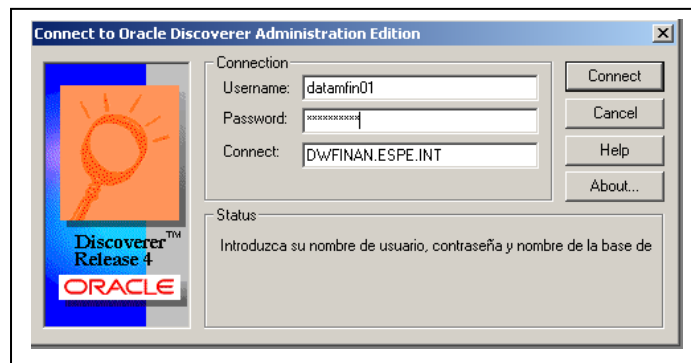 Connect to Oracle Discoverer Administration Edition
Connection
Username: datamfin01
Password: **********
Connect: DWFINAN.ESPE.INT
Connect
Cancel
Help
About...
Discoverer™
Release 4
ORACLE
Status
Introduzca su nombre de usuario, contraseña y nombre de la base de